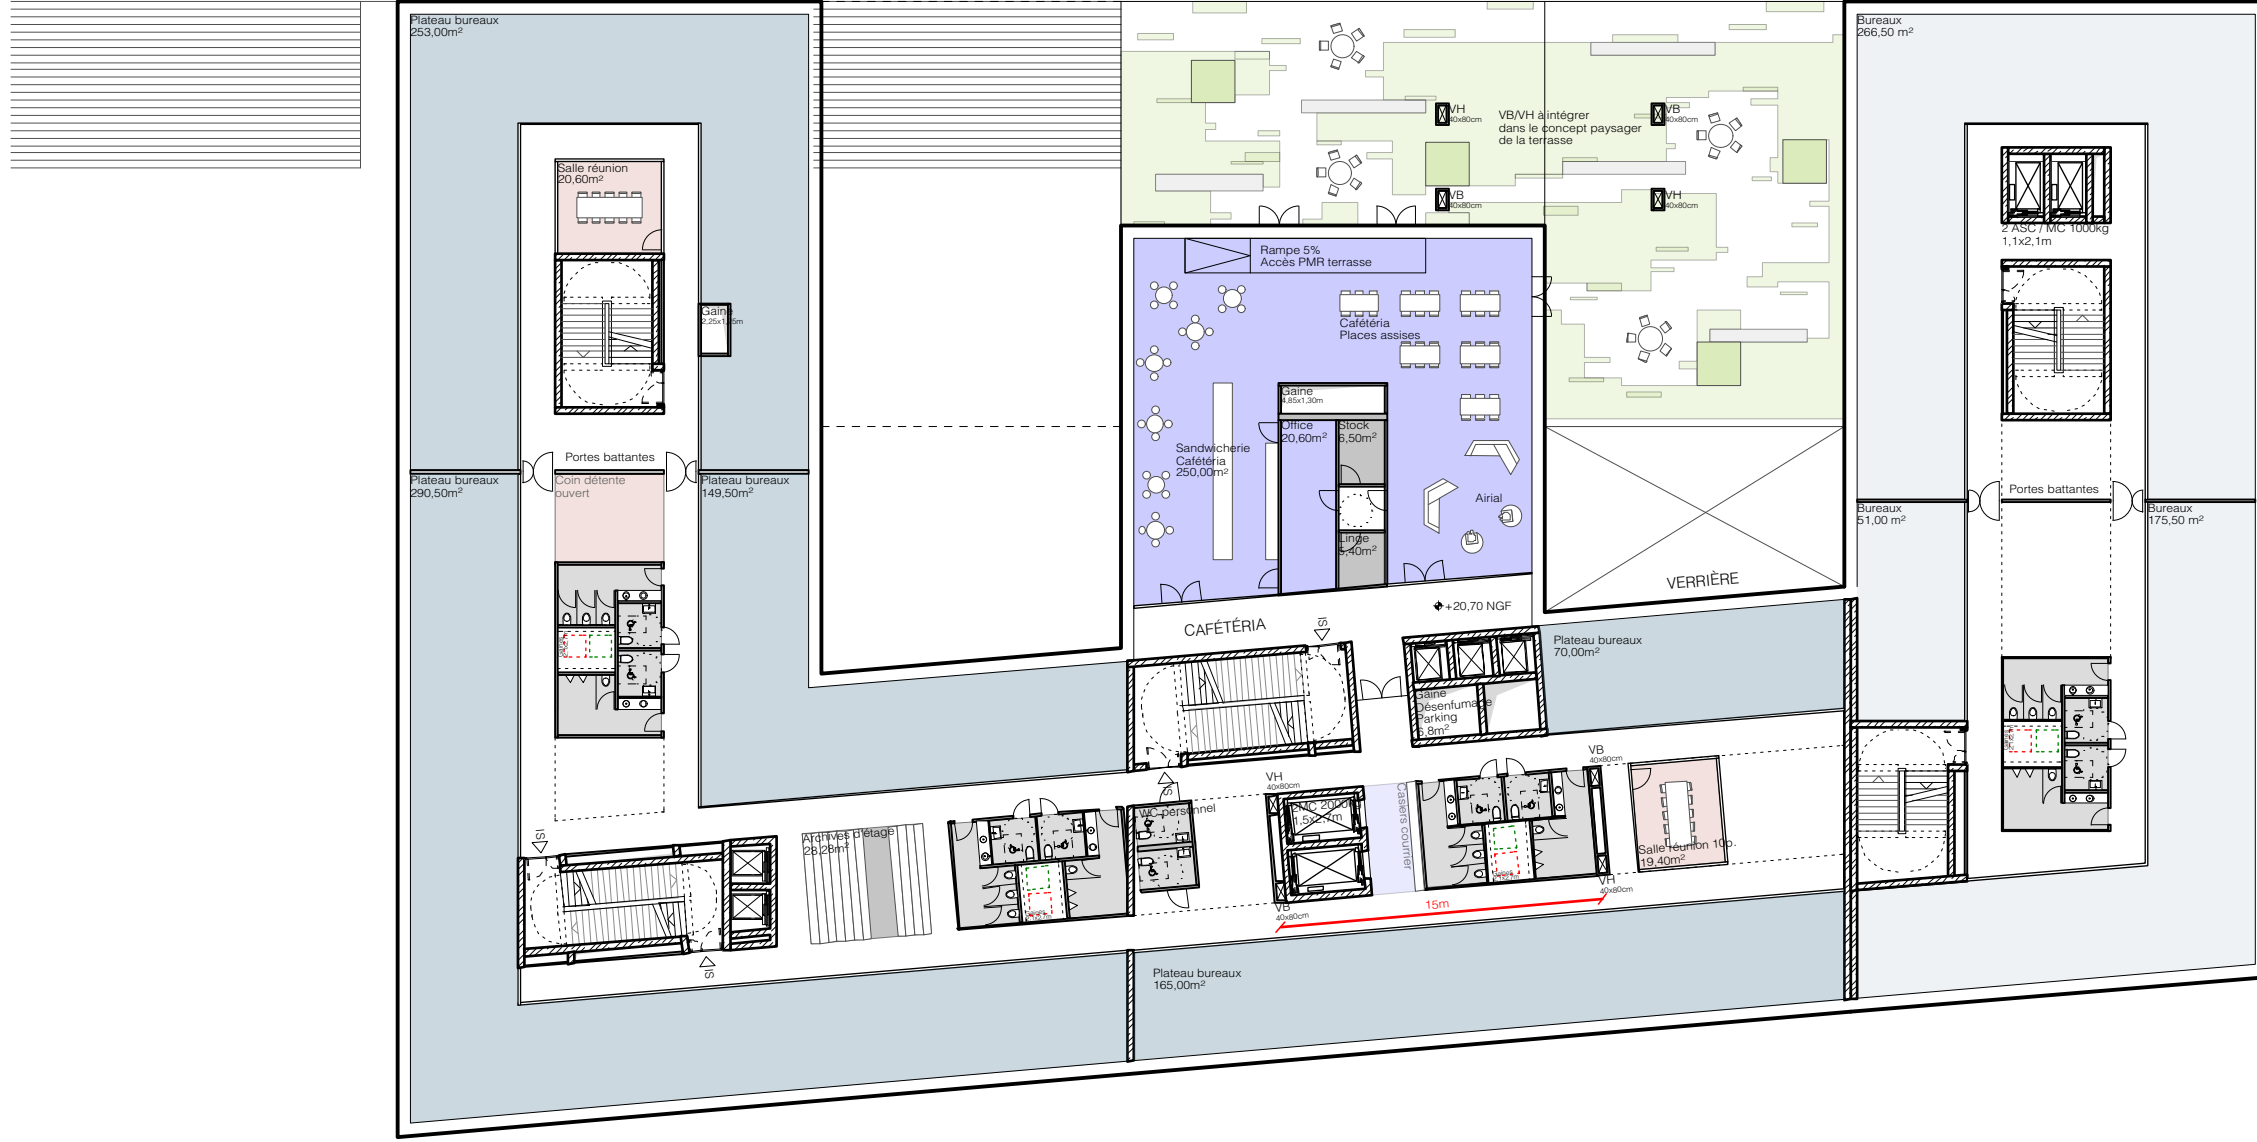 Plateau bureaux
253,00m²
Bureaux
266,50 m²
VH
40x80cm
VB/VH à intégrer
dans le concept paysager
de la terrasse
VB
40x80cm
Salle réunion
20,60m²
VB
40x80cm
VH
40x80cm
2 ASC / MC 1000kg
1,1x2,1m
Rampe 5%
Accès PMR terrasse
Gaine
Cafétéria
Places assises
Gaine
4,85x1,30m
Office
20,60m²
Stock
6,50m²
Sandwicherie
Cafétéria
250,00m²
Portes battantes
Plateau bureaux
290,50m²
Coin détente
ouvert
Plateau bureaux
149,50m²
Airial
Portes battantes
Bureaux
51,00 m²
Bureaux
175,50 m²
Linge
5,40m²
VERRIÈRE
+20,70 NGF
CAFÉTÉRIA
IS
Plateau bureaux
70,00m²
Gaine
Désenfumage
Parking
6,8m²
VB
40x80cm
VH
40x80cm
IS
WC personnel
2MC 2000kg
1,5x2,7m
Casiers courrier
Archives d'étage
28,28m²
IS
Salle réunion 10p.
19,40m²
VH
40x80cm
VB
40x80cm
15m
IS
Plateau bureaux
165,00m²